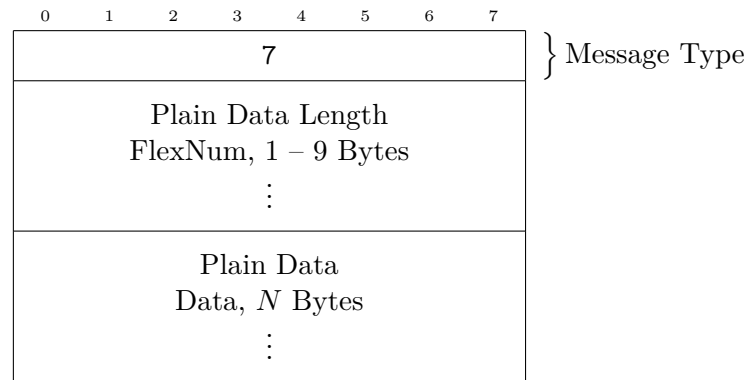 0 1 2 3 4 5 6 7
7 } Message Type
Plain Data Length
FlexNum, 1 – 9 Bytes
⋮
Plain Data
Data, N Bytes
⋮